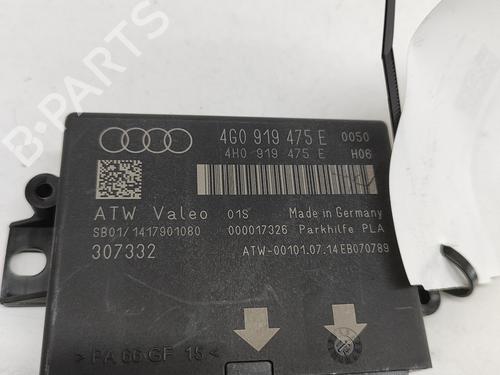 B-PARTS
4G0 919 475 E 0050
4H0 919 475 E H06
ATW Valeo 01S Made in Germany
SB01/1417901080 000017326 Parkhilfe PLA
307332 ATW-00101.07.14EB070789
>PA 66-GF 15<